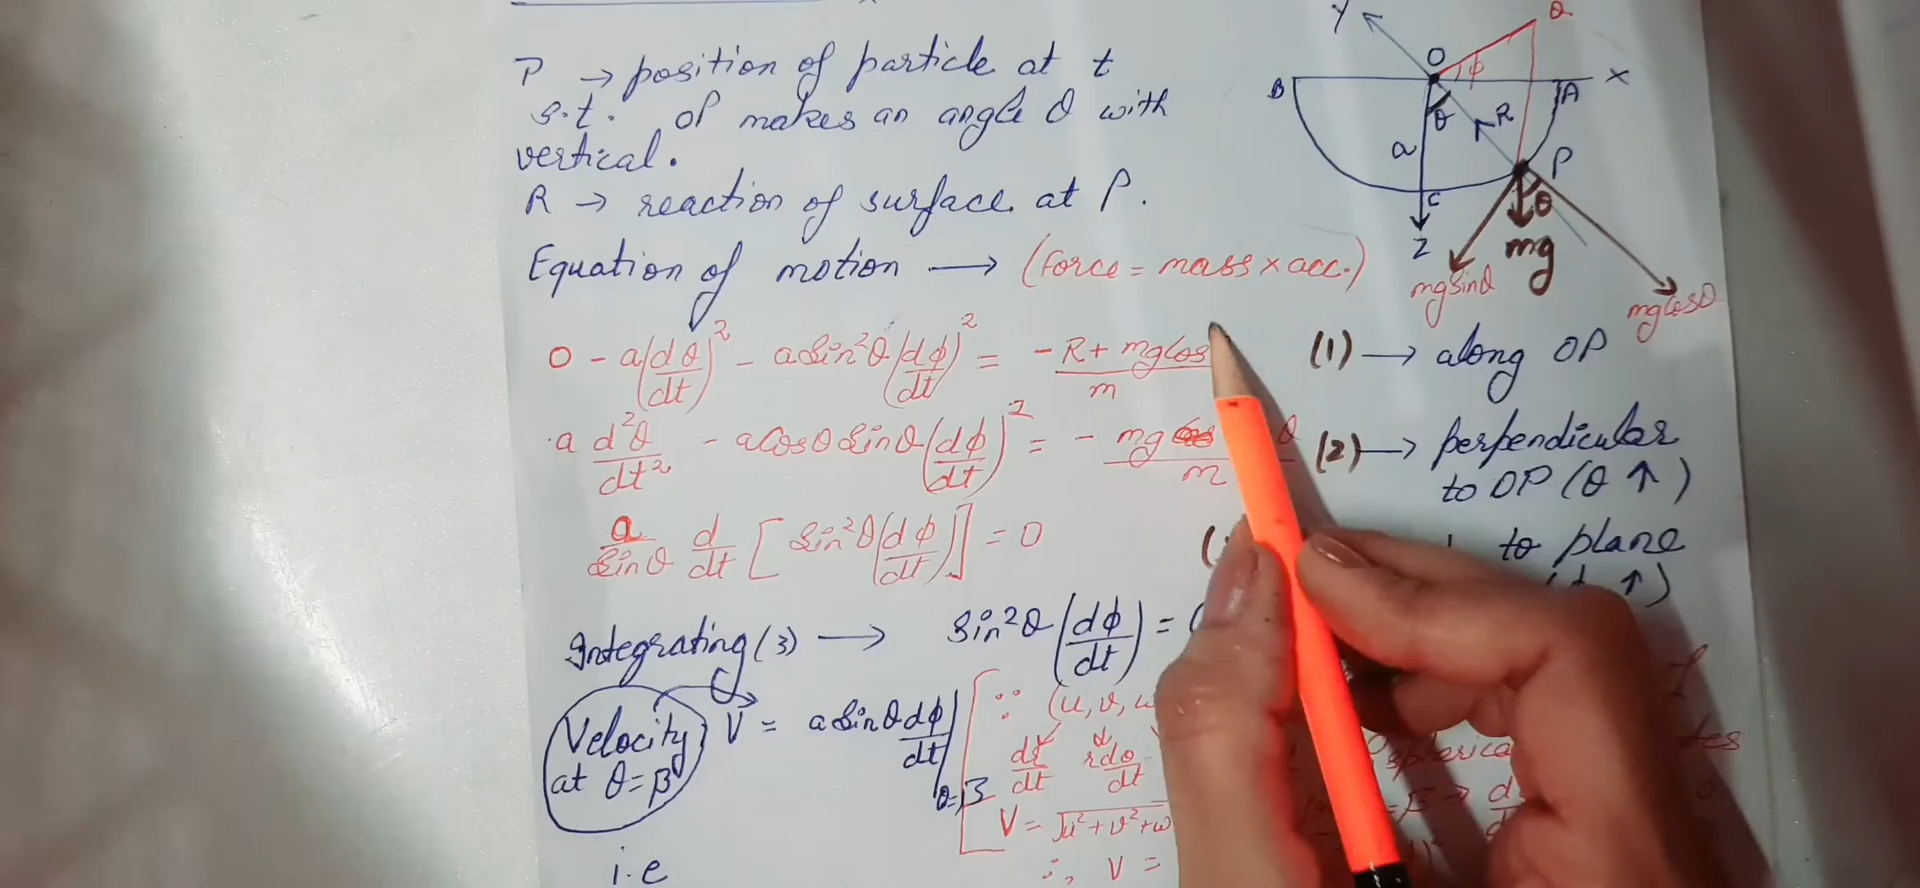 P → position of particle at t
s.t. OP makes an angle θ with
vertical.
R → reaction of surface at P.
Equation of motion → (force = mass × acc.)
0 - a(dθ/dt)² - a sin²θ(dϕ/dt)² = (-R + mg cos)/m (1) → along OP
a d²θ/dt² - a cosθ sinθ(dϕ/dt)² = - mg θ/m (2) → perpendicular
to OP (θ ↑)
a/sinθ d/dt [sin²θ(dϕ/dt)] = 0 to plane
↑)
Integrating (3) → sin²θ(dϕ/dt) =
Velocity at θ=β V = a sinθ dϕ/dt |θ=β
∵ (u, v, w
dr/dt rdθ/dt spherical
V = √u²+v²+w
∴ V =
i.e
Y
O
Q
ϕ
X
B
A
θ
R
a
P
C
Z
θ
mg
mg sinθ
mg cosθ